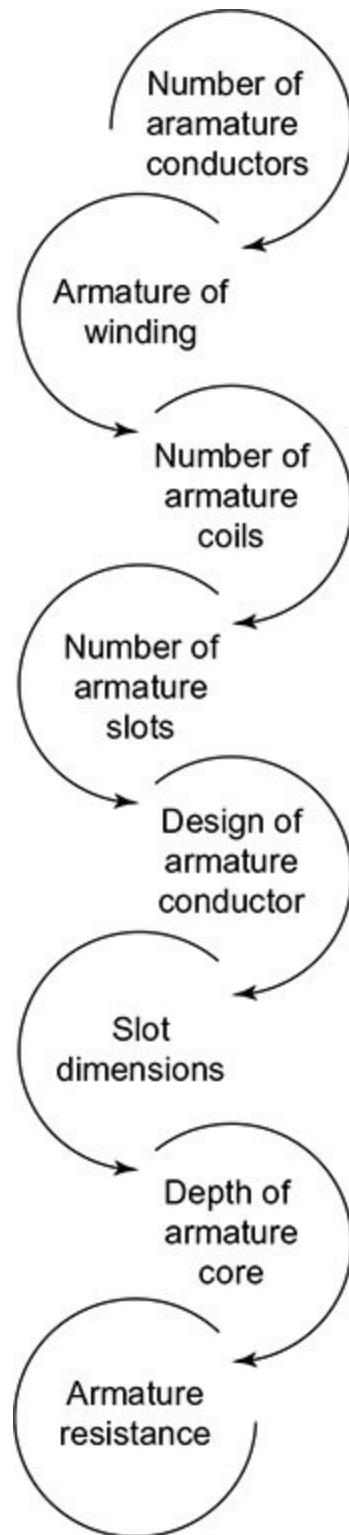 Number of
aramature
conductors
Armature of
winding
Number of
armature
coils
Number of
armature
slots
Design of
armature
conductor
Slot
dimensions
Depth of
armature
core
Armature
resistance